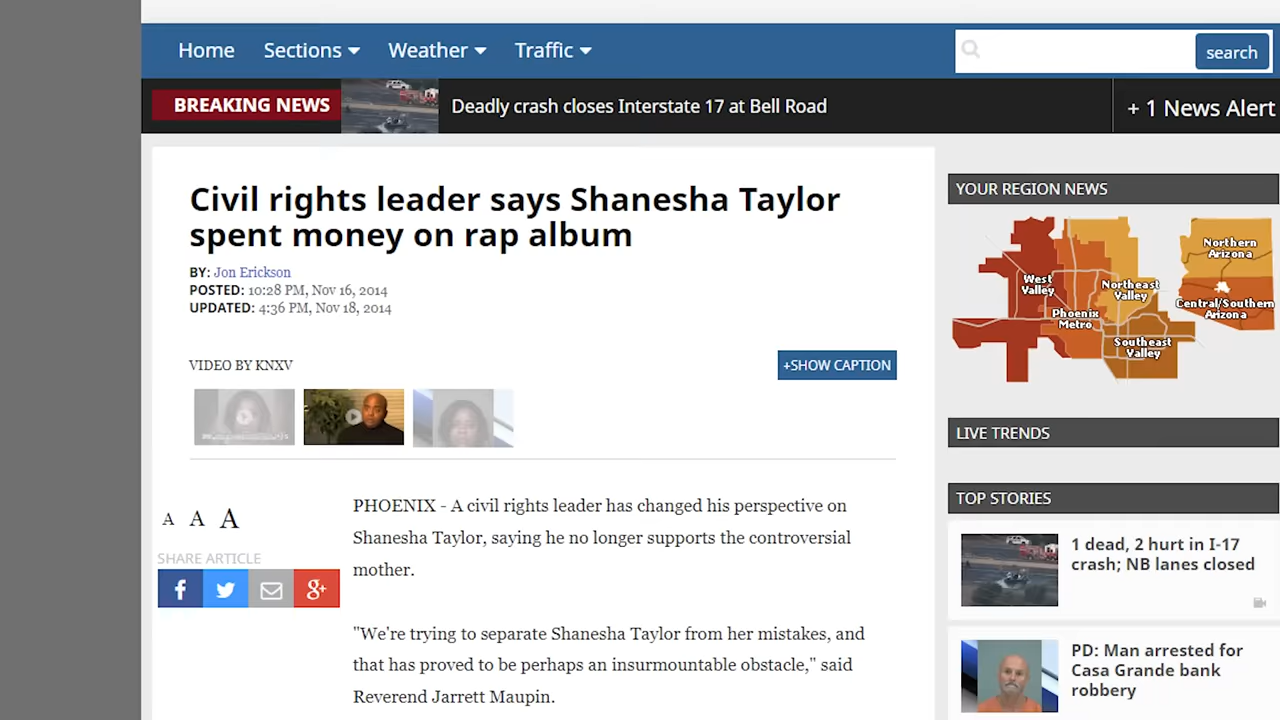 Home Sections Weather Traffic
search
BREAKING NEWS Deadly crash closes Interstate 17 at Bell Road + 1 News Alert
Civil rights leader says Shanesha Taylor
spent money on rap album
BY: Jon Erickson
POSTED: 10:28 PM, Nov 16, 2014
UPDATED: 4:36 PM, Nov 18, 2014
VIDEO BY KNXV
+SHOW CAPTION
A A A
SHARE ARTICLE
PHOENIX - A civil rights leader has changed his perspective on
Shanesha Taylor, saying he no longer supports the controversial
mother.
"We're trying to separate Shanesha Taylor from her mistakes, and
that has proved to be perhaps an insurmountable obstacle," said
Reverend Jarrett Maupin.
YOUR REGION NEWS
Northern
Arizona
West
Valley
Northeast
Valley
Central/Southern
Arizona
Phoenix
Metro
Southeast
Valley
LIVE TRENDS
TOP STORIES
1 dead, 2 hurt in I-17
crash; NB lanes closed
PD: Man arrested for
Casa Grande bank
robbery